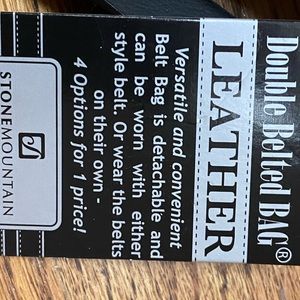 Double Belted BAG®
LEATHER
Versatile and convenient
Belt Bag is detachable and
can be worn with either
style belt. Or wear the belts
on their own -
4 Options for 1 price!
STONEMOUNTAIN